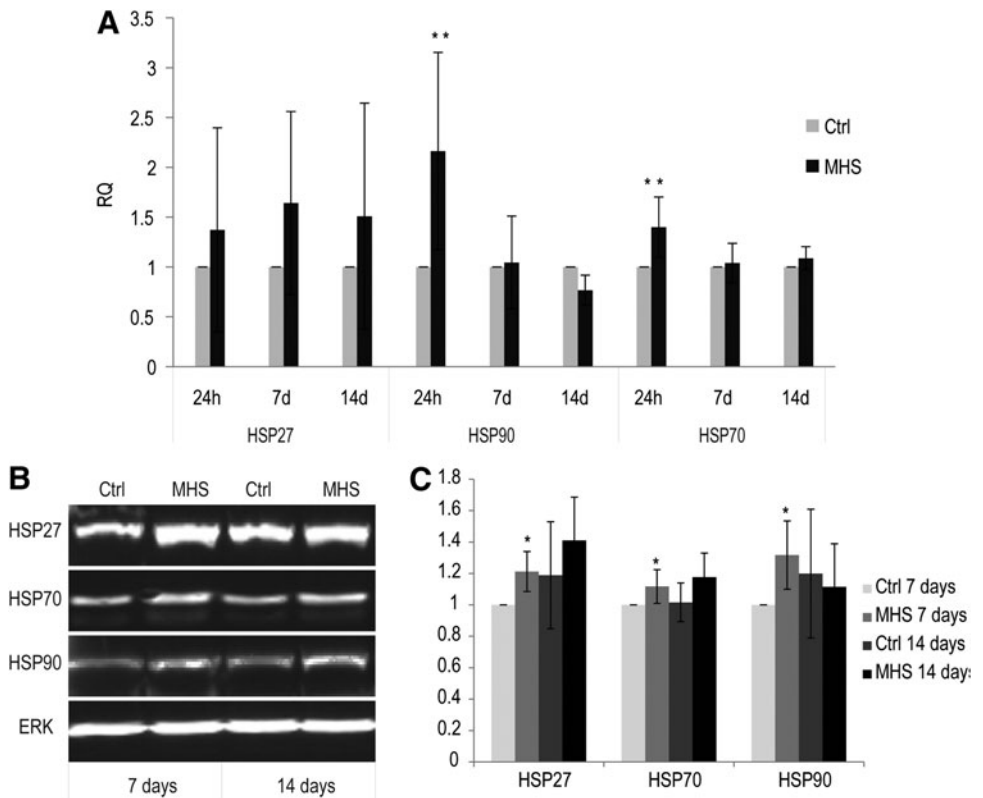 A
3.5
3
2.5
2
1.5
1
0.5
0
RQ
* *
* *
Ctrl
MHS
24h 7d 14d 24h 7d 14d 24h 7d 14d
HSP27 HSP90 HSP70
B
Ctrl MHS Ctrl MHS
HSP27
HSP70
HSP90
ERK
7 days 14 days
C
1.8
1.6
1.4
1.2
1
0.8
0.6
0.4
0.2
0
*
*
*
HSP27 HSP70 HSP90
Ctrl 7 days
MHS 7 days
Ctrl 14 days
MHS 14 days